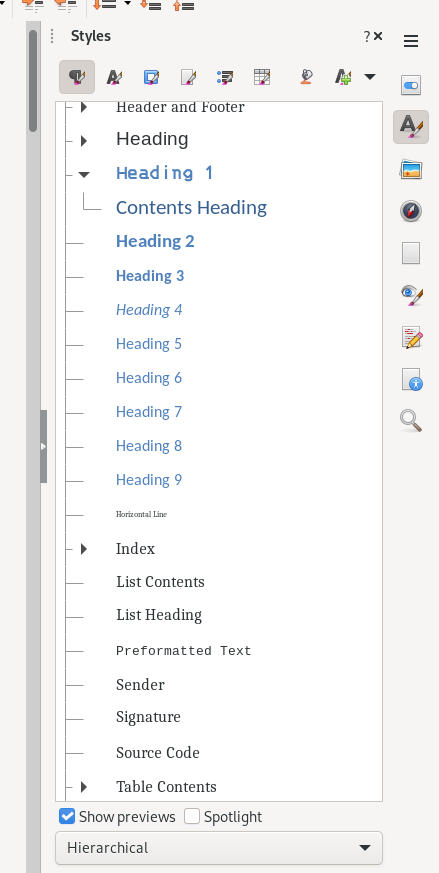 Styles
?
Header and Footer
Heading
Heading 1
Contents Heading
Heading 2
Heading 3
Heading 4
Heading 5
Heading 6
Heading 7
Heading 8
Heading 9
Horizontal Line
Index
List Contents
List Heading
Preformatted Text
Sender
Signature
Source Code
Table Contents
Show previews Spotlight
Hierarchical